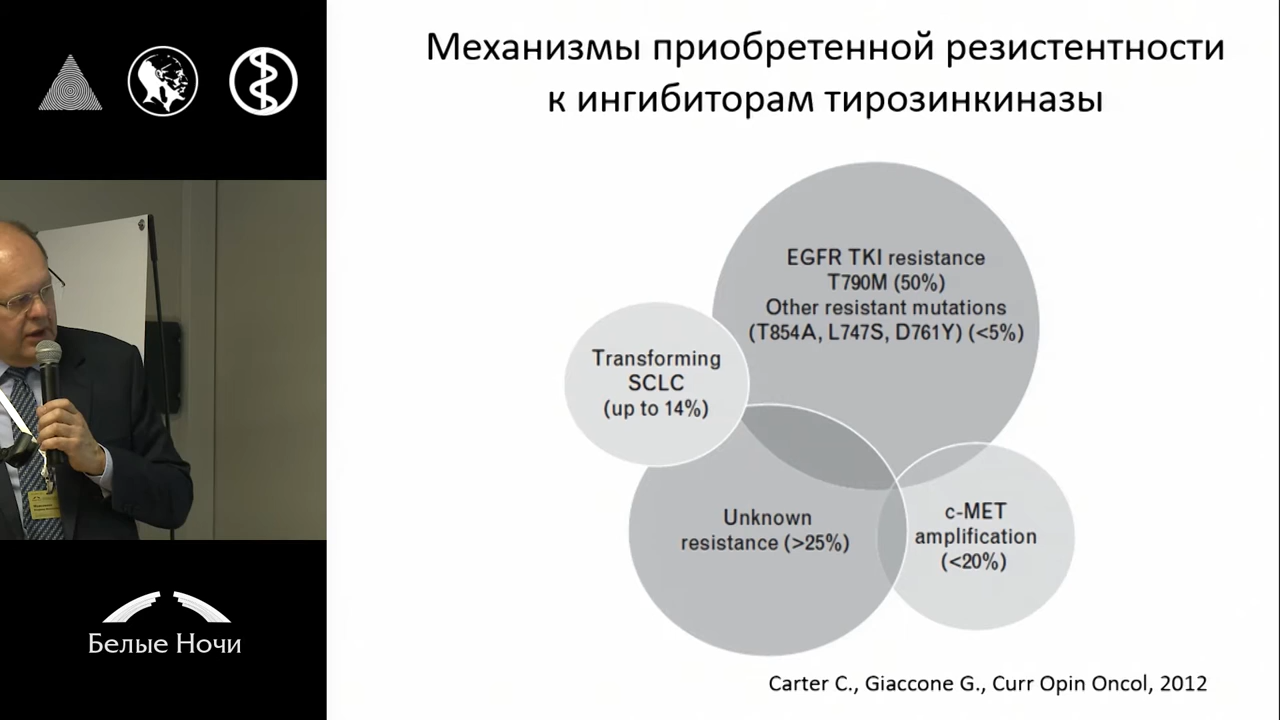 Механизмы приобретенной резистентности
к ингибиторам тирозинкиназы
EGFR TKI resistance
T790M (50%)
Other resistant mutations
(T854A, L747S, D761Y) (<5%)
Transforming
SCLC
(up to 14%)
Unknown
resistance (>25%)
c-MET
amplification
(<20%)
Carter C., Giaccone G., Curr Opin Oncol, 2012
Белые Ночи